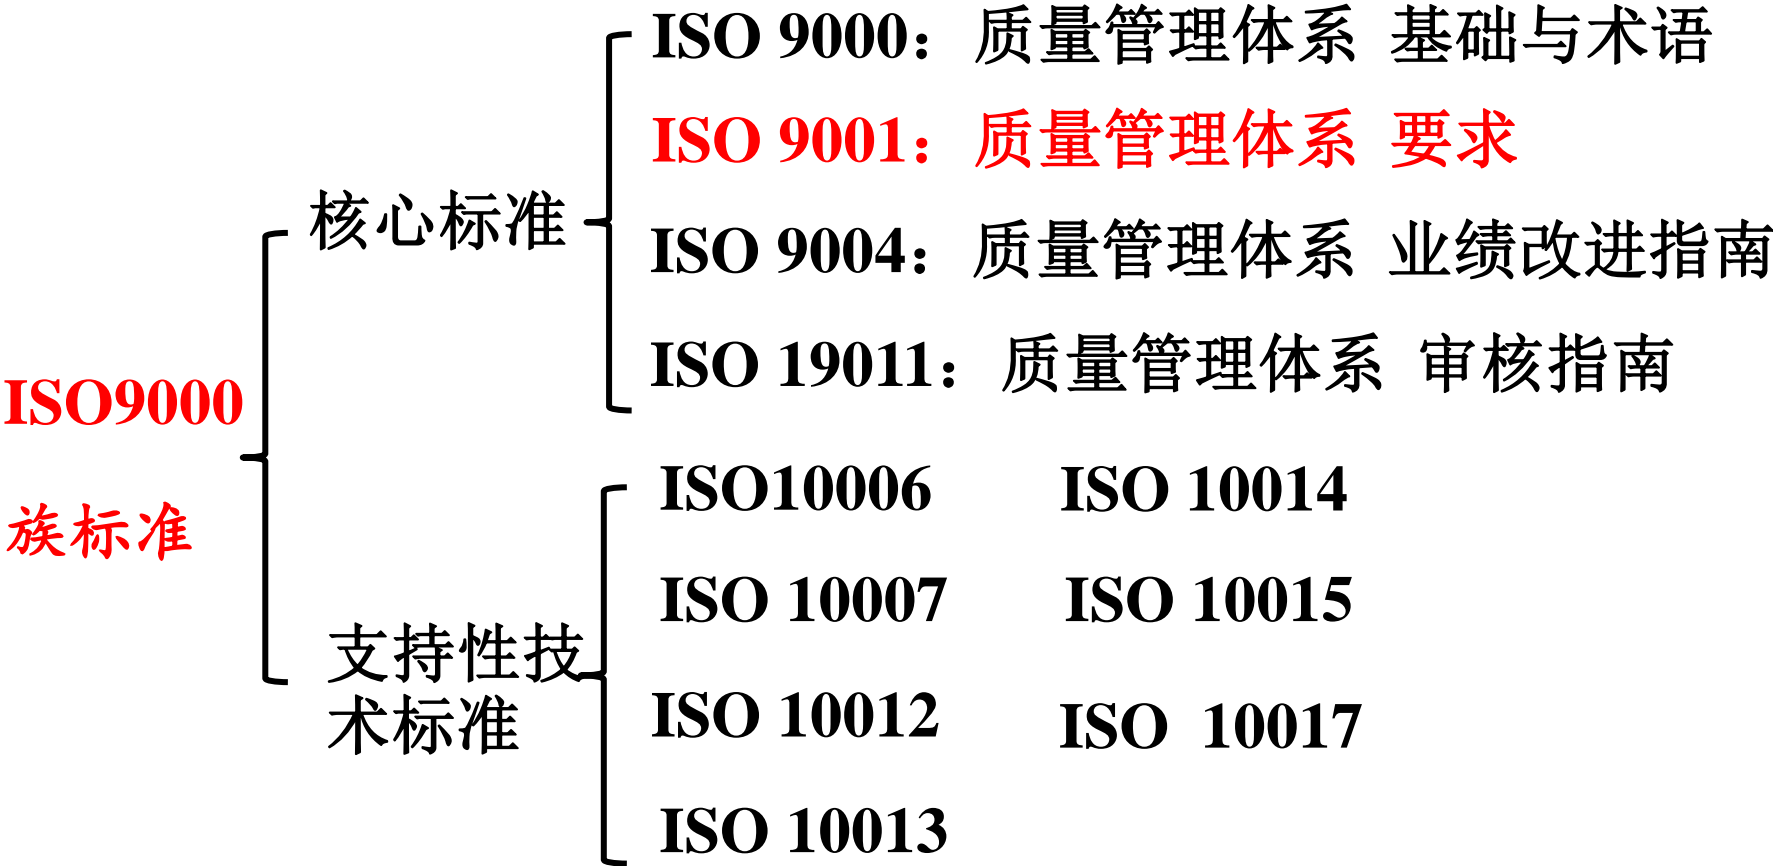 ISO9000
族标准
核心标准
ISO 9000：质量管理体系 基础与术语
ISO 9001：质量管理体系 要求
ISO 9004：质量管理体系 业绩改进指南
ISO 19011：质量管理体系 审核指南
支持性技
术标准
ISO10006 ISO 10014
ISO 10007 ISO 10015
ISO 10012 ISO 10017
ISO 10013